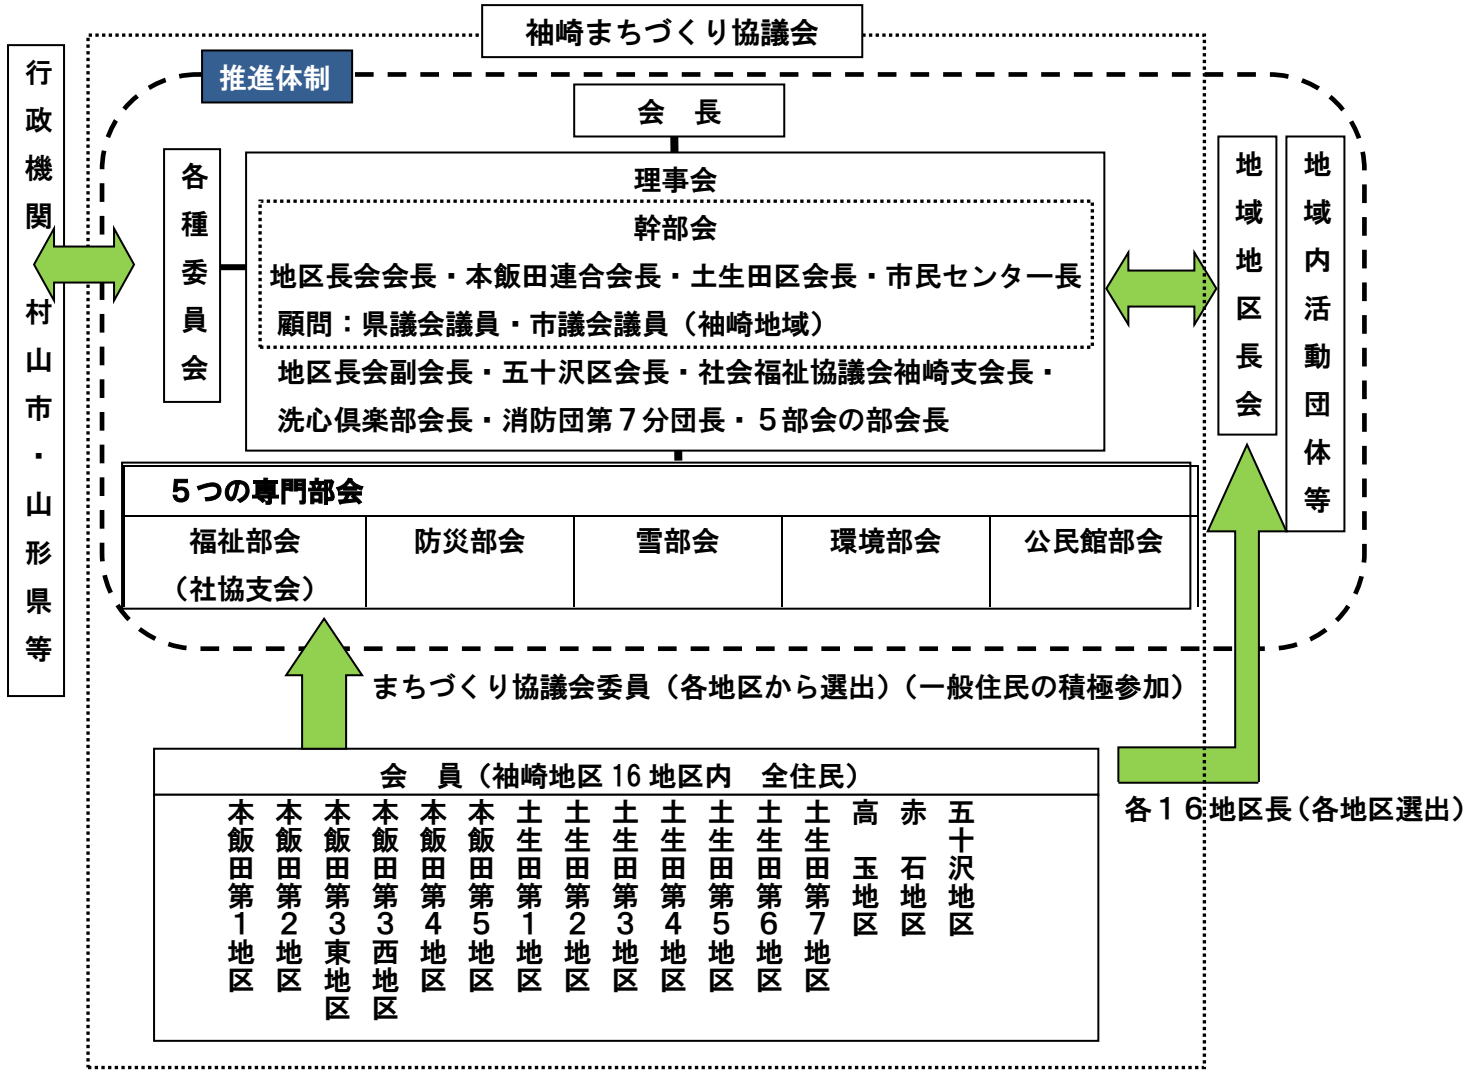 袖崎まちづくり協議会
推進体制
行政機関　村山市・山形県等
会　長
各種委員会
理事会
幹部会
地区長会会長・本飯田連合会長・土生田区会長・市民センター長
顧問：県議会議員・市議会議員（袖崎地域）
地区長会副会長・五十沢区会長・社会福祉協議会袖崎支会長・
洗心倶楽部会長・消防団第７分団長・５部会の部会長
地域地区長会
地域内活動団体等
５つの専門部会
福祉部会
（社協支会）
防災部会
雪部会
環境部会
公民館部会
まちづくり協議会委員（各地区から選出）（一般住民の積極参加）
会　員（袖崎地区16地区内　全住民）
本飯田第１地区
本飯田第２地区
本飯田第３東地区
本飯田第３西地区
本飯田第４地区
本飯田第５地区
土生田第１地区
土生田第２地区
土生田第３地区
土生田第４地区
土生田第５地区
土生田第６地区
土生田第７地区
高　玉地区
赤　石地区
五十沢地区
各１６地区長（各地区選出）